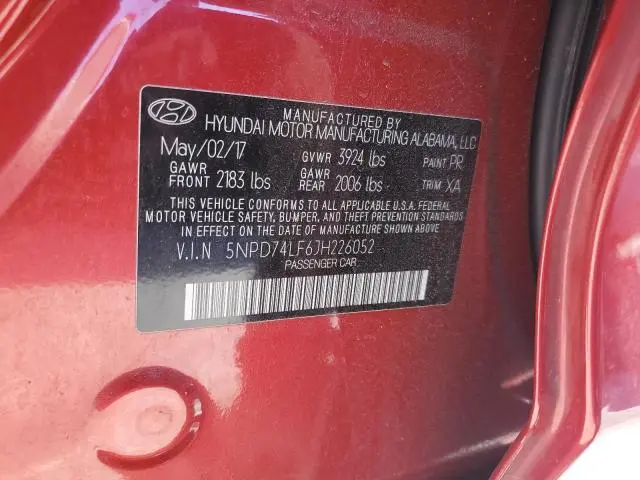 MANUFACTURED BY
HYUNDAI MOTOR MANUFACTURING ALABAMA, LLC
May/02/17 GVWR 3924 lbs PAINT PR
GAWR FRONT 2183 lbs GAWR REAR 2006 lbs TRIM XA
THIS VEHICLE CONFORMS TO ALL APPLICABLE U.S.A. FEDERAL
MOTOR VEHICLE SAFETY, BUMPER, AND THEFT PREVENTION STANDARDS
IN EFFECT ON THE DATE OF MANUFACTURE SHOWN ABOVE.
V.I.N 5NPD74LF6JH226052
PASSENGER CAR